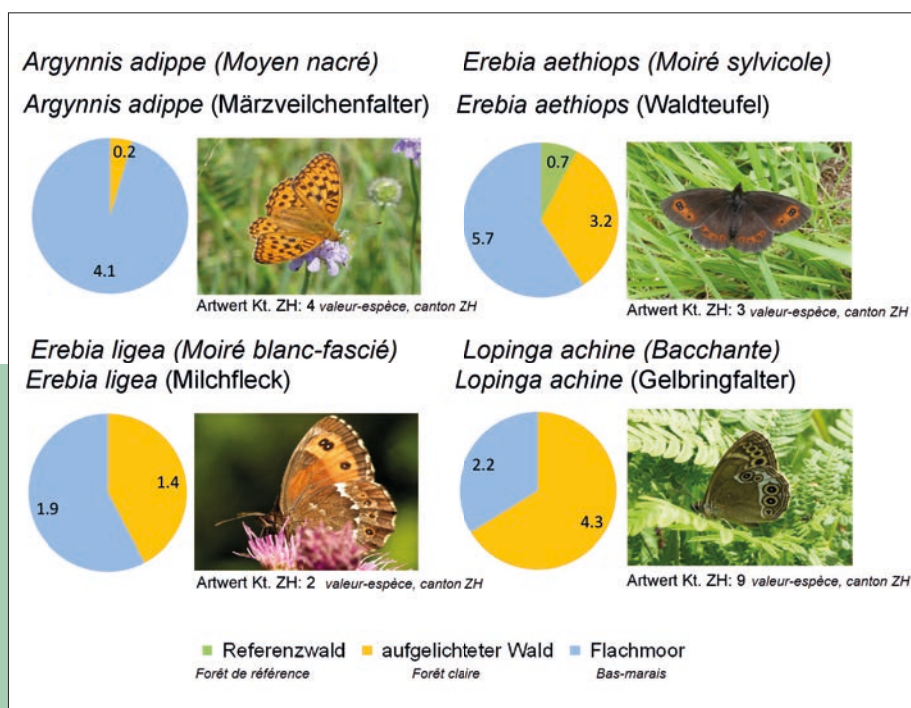 Argynnis adippe (Moyen nacré)
Argynnis adippe (Märzveilchenfalter)
0.2
4.1
Artwert Kt. ZH: 4 valeur-espèce, canton ZH
Erebia aethiops (Moiré sylvicole)
Erebia aethiops (Waldteufel)
0.7
3.2
5.7
Artwert Kt. ZH: 3 valeur-espèce, canton ZH
Erebia ligea (Moiré blanc-fascié)
Erebia ligea (Milchfleck)
1.4
1.9
Artwert Kt. ZH: 2 valeur-espèce, canton ZH
Lopinga achine (Bacchante)
Lopinga achine (Gelbringfalter)
2.2
4.3
Artwert Kt. ZH: 9 valeur-espèce, canton ZH
Referenzwald aufgelichteter Wald Flachmoor
Forêt de référence Forêt claire Bas-marais